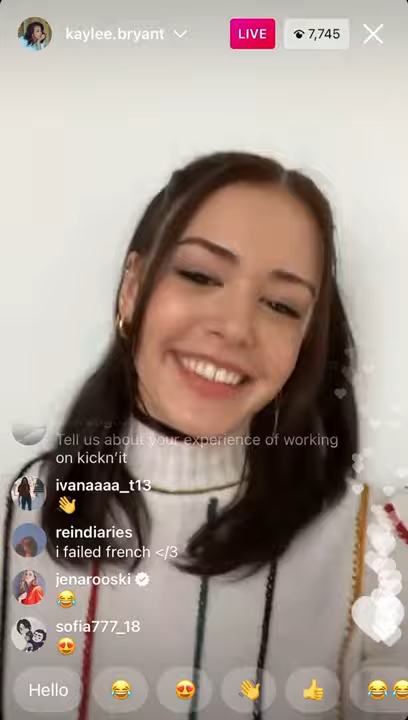 kaylee.bryant
LIVE
7,745
Tell us about your experience of working
on kickn'it
ivanaaaa_t13
👋
reindiaries
i failed french </3
jenarooski
😂
sofia777_18
😍
Hello
😂
😍
👋
👍
😂😂